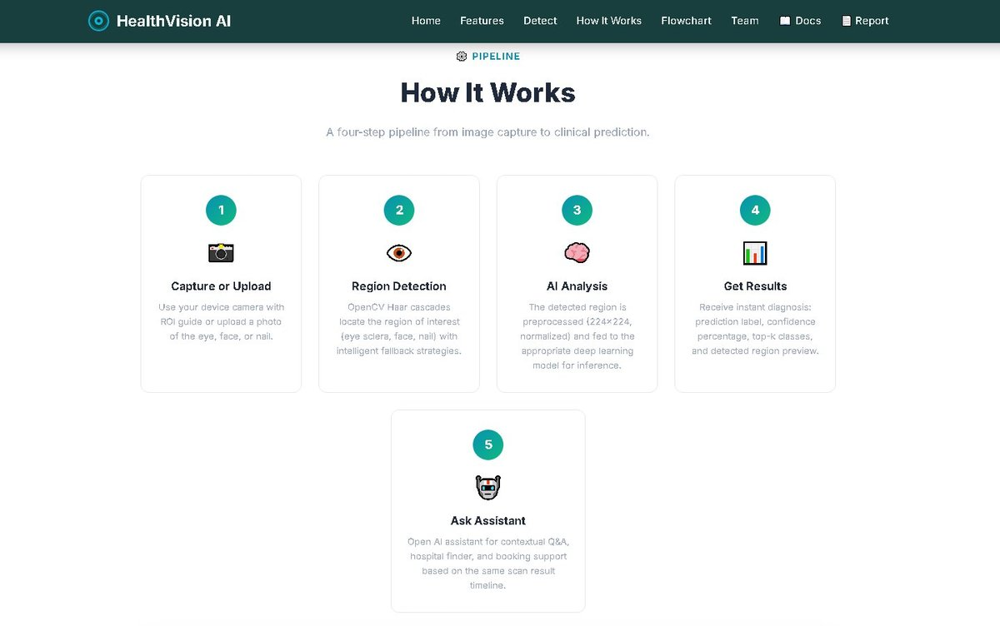 HealthVision AI
Home Features Detect How It Works Flowchart Team Docs Report
PIPELINE
How It Works
A four-step pipeline from image capture to clinical prediction.
1
Capture or Upload
Use your device camera with
ROI guide or upload a photo
of the eye, face, or nail.
2
Region Detection
OpenCV Haar cascades
locate the region of interest
(eye sclera, face, nail) with
intelligent fallback strategies.
3
AI Analysis
The detected region is
preprocessed (224×224,
normalized) and fed to the
appropriate deep learning
model for inference.
4
Get Results
Receive instant diagnosis:
prediction label, confidence
percentage, top-k classes,
and detected region preview.
5
Ask Assistant
Open AI assistant for contextual Q&A,
hospital finder, and booking support
based on the same scan result
timeline.